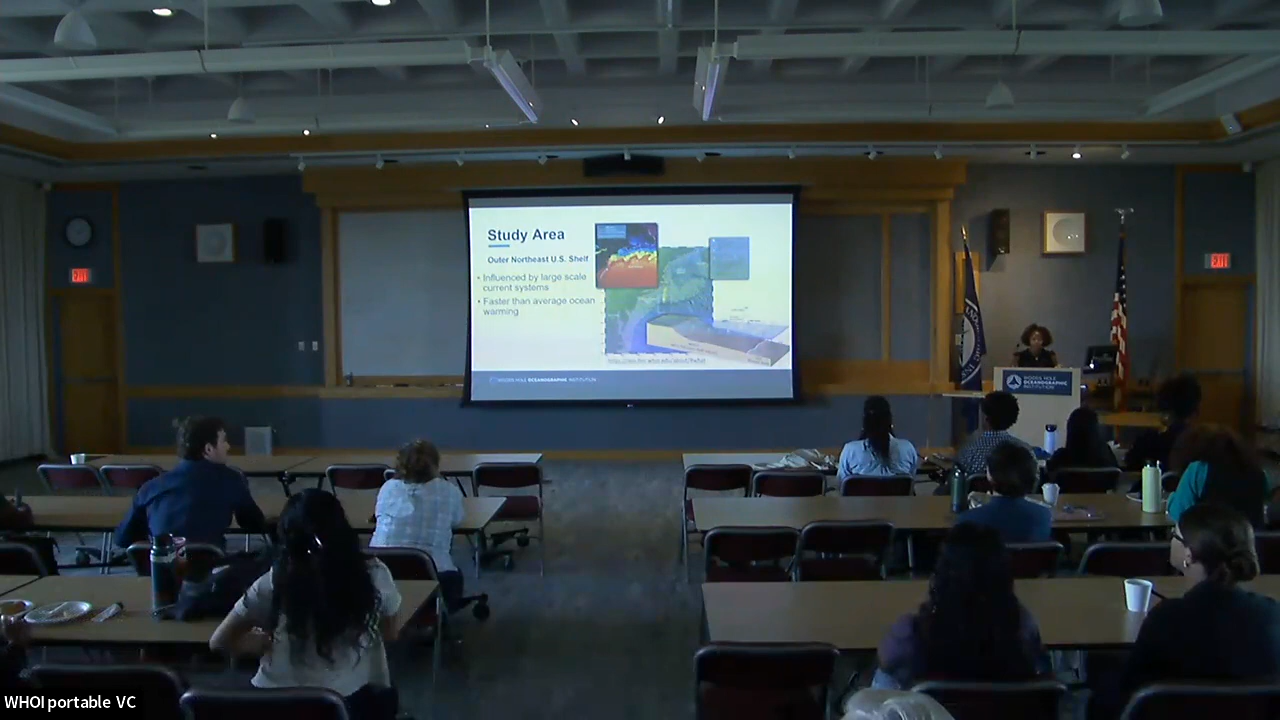 Study Area
Outer Northeast U.S. Shelf
• Influenced by large scale
current systems
• Faster than average ocean
warming
WOODS HOLE OCEANOGRAPHIC INSTITUTION
EXIT
EXIT
WOODS HOLE
OCEANOGRAPHIC
INSTITUTION
WHOI portable VC